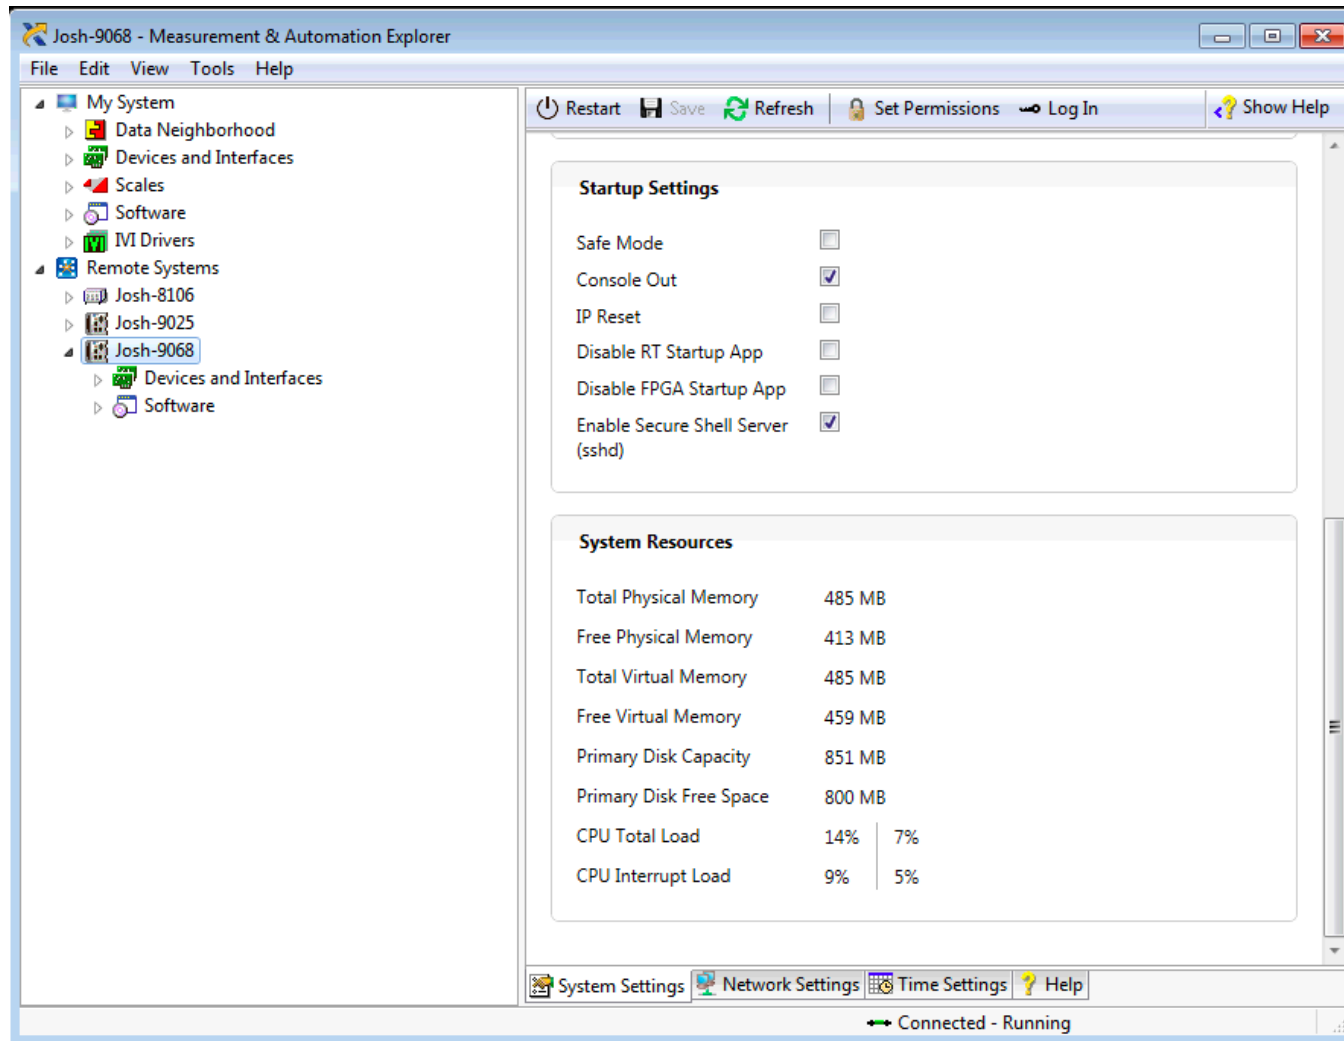 Josh-9068 - Measurement & Automation Explorer
File Edit View Tools Help
My System
Data Neighborhood
Devices and Interfaces
Scales
Software
IVI Drivers
Remote Systems
Josh-8106
Josh-9025
Josh-9068
Devices and Interfaces
Software
Restart Save Refresh Set Permissions Log In Show Help
Startup Settings
Safe Mode
Console Out
IP Reset
Disable RT Startup App
Disable FPGA Startup App
Enable Secure Shell Server
(sshd)
System Resources
Total Physical Memory 485 MB
Free Physical Memory 413 MB
Total Virtual Memory 485 MB
Free Virtual Memory 459 MB
Primary Disk Capacity 851 MB
Primary Disk Free Space 800 MB
CPU Total Load 14% 7%
CPU Interrupt Load 9% 5%
System Settings Network Settings Time Settings Help
Connected - Running